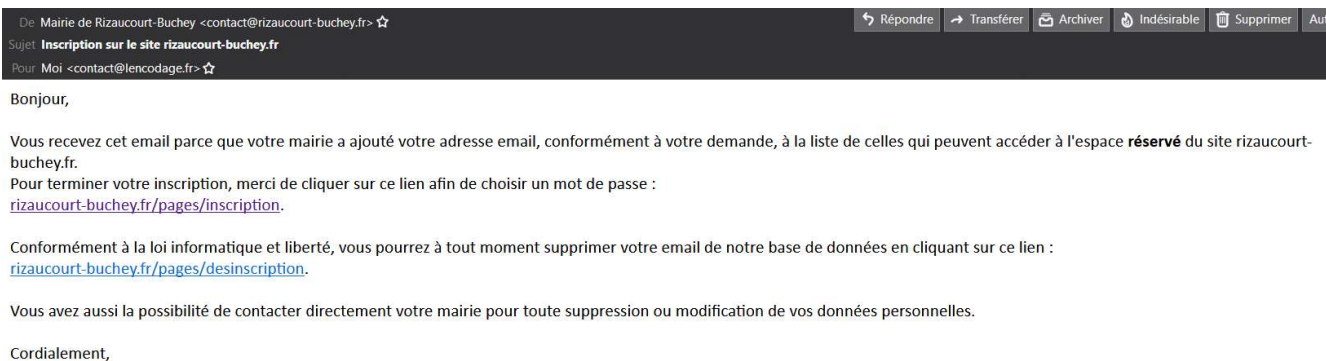 De Mairie de Rizaucourt-Buchey <contact@rizaucourt-buchey.fr> Répondre Transférer Archiver Indésirable Supprimer
Sujet Inscription sur le site rizaucourt-buchey.fr
Pour Moi <contact@lencodage.fr>
Bonjour,
Vous recevez cet email parce que votre mairie a ajouté votre adresse email, conformément à votre demande, à la liste de celles qui peuvent accéder à l'espace réservé du site rizaucourt-
buchey.fr.
Pour terminer votre inscription, merci de cliquer sur ce lien afin de choisir un mot de passe :
rizaucourt-buchey.fr/pages/inscription.
Conformément à la loi informatique et liberté, vous pourrez à tout moment supprimer votre email de notre base de données en cliquant sur ce lien :
rizaucourt-buchey.fr/pages/desinscription.
Vous avez aussi la possibilité de contacter directement votre mairie pour toute suppression ou modification de vos données personnelles.
Cordialement,